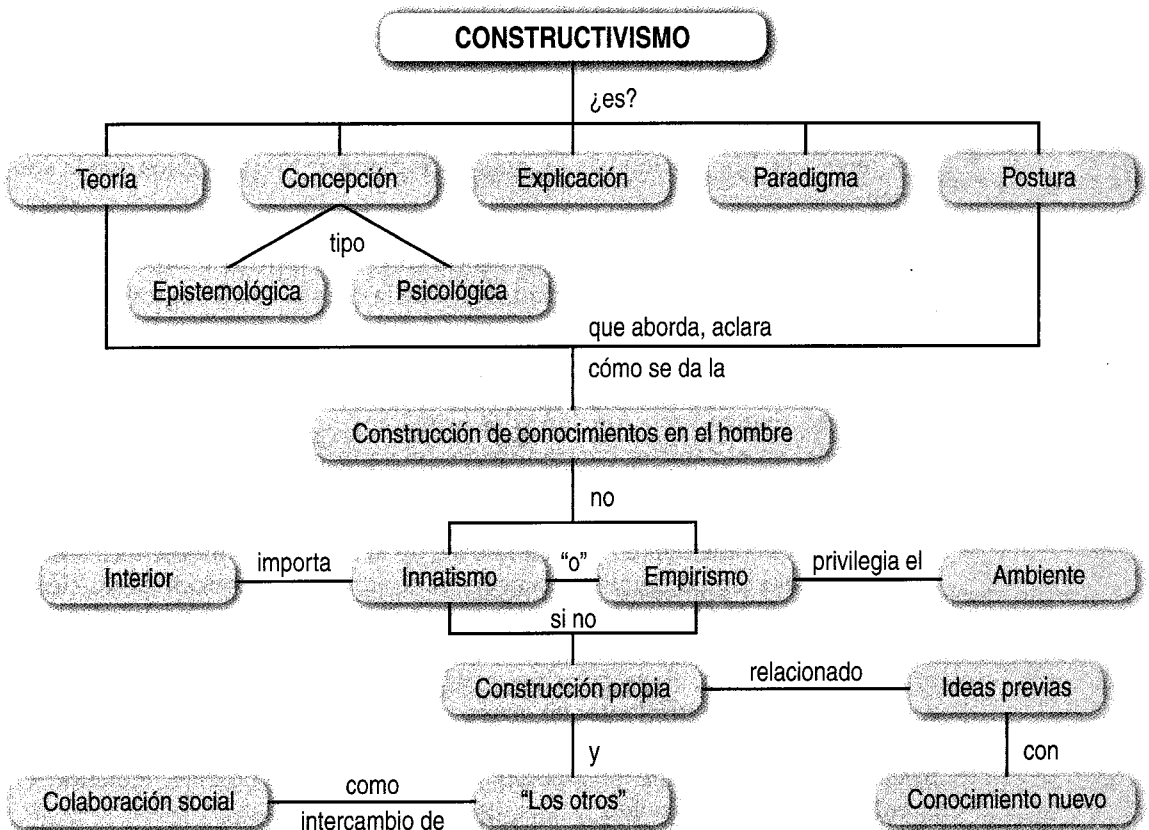 CONSTRUCTIVISMO
¿es?
Teoría Concepción Explicación Paradigma Postura
tipo
Epistemológica Psicológica
que aborda, aclara
cómo se da la
Construcción de conocimientos en el hombre
no
Interior importa Innatismo "o" Empirismo privilegia el Ambiente
si no
Construcción propia relacionado Ideas previas
y con
Colaboración social como "Los otros" Conocimiento nuevo
intercambio de